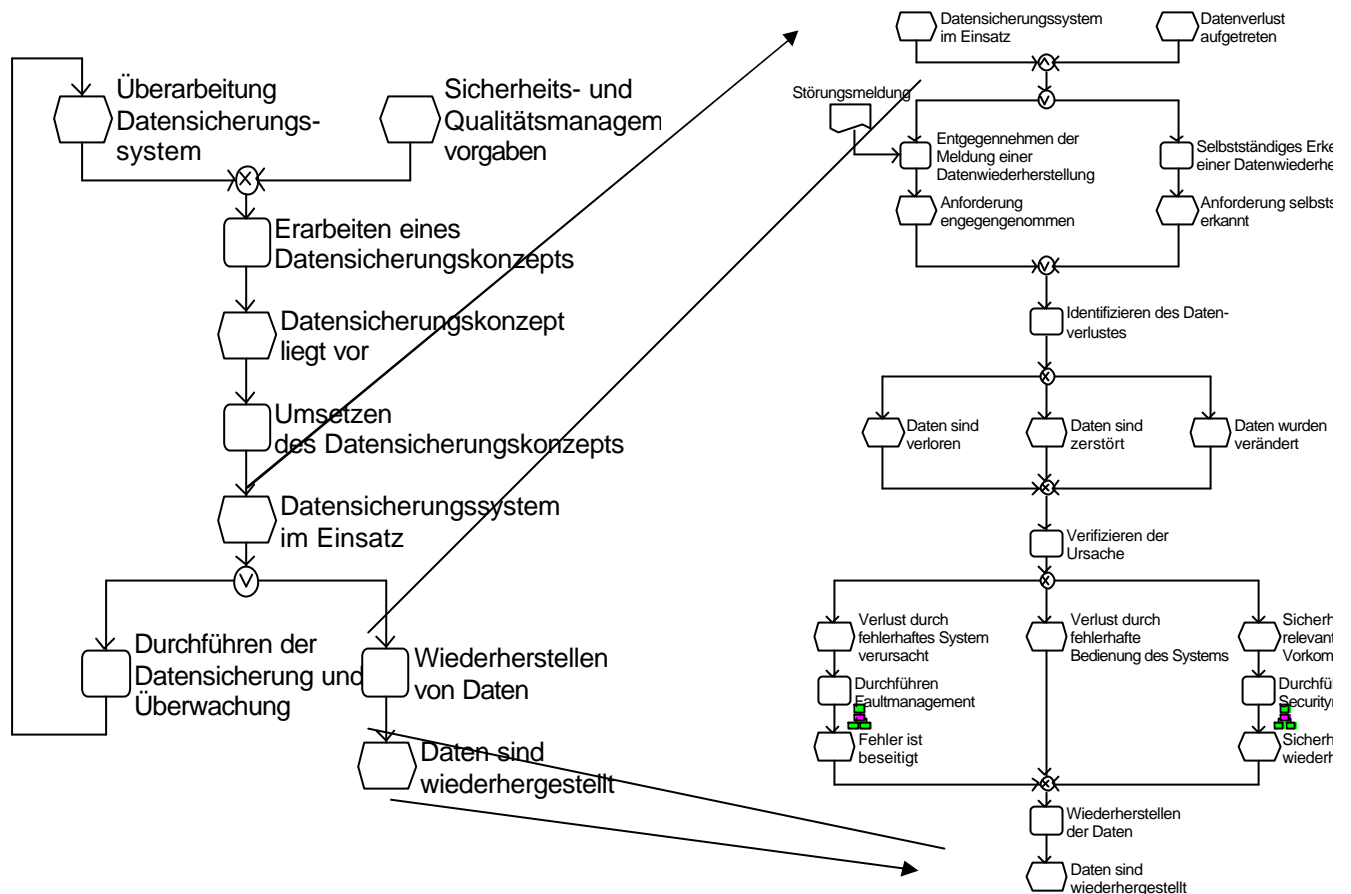 Überarbeitung
Datensicherungs-
system
Sicherheits- und
Qualitätsmanagem
vorgaben
Erarbeiten eines
Datensicherungskonzepts
Datensicherungskonzept
liegt vor
Umsetzen
des Datensicherungskonzepts
Datensicherungssystem
im Einsatz
Durchführen der
Datensicherung und
Überwachung
Wiederherstellen
von Daten
Daten sind
wiederhergestellt
Datensicherungssystem
im Einsatz
Datenverlust
aufgetreten
Störungsmeldung
Entgegennehmen der
Meldung einer
Datenwiederherstellung
Selbstständiges Erke
einer Datenwiederhe
Anforderung
engegengenommen
Anforderung selbsts
erkannt
Identifizieren des Daten-
verlustes
Daten sind
verloren
Daten sind
zerstört
Daten wurden
verändert
Verifizieren der
Ursache
Verlust durch
fehlerhaftes System
verursacht
Verlust durch
fehlerhafte
Bedienung des Systems
Sicherh
relevant
Vorkom
Durchführen
Faultmanagement
Durchfü
Security
Fehler ist
beseitigt
Sicherh
wiederh
Wiederherstellen
der Daten
Daten sind
wiederhergestellt